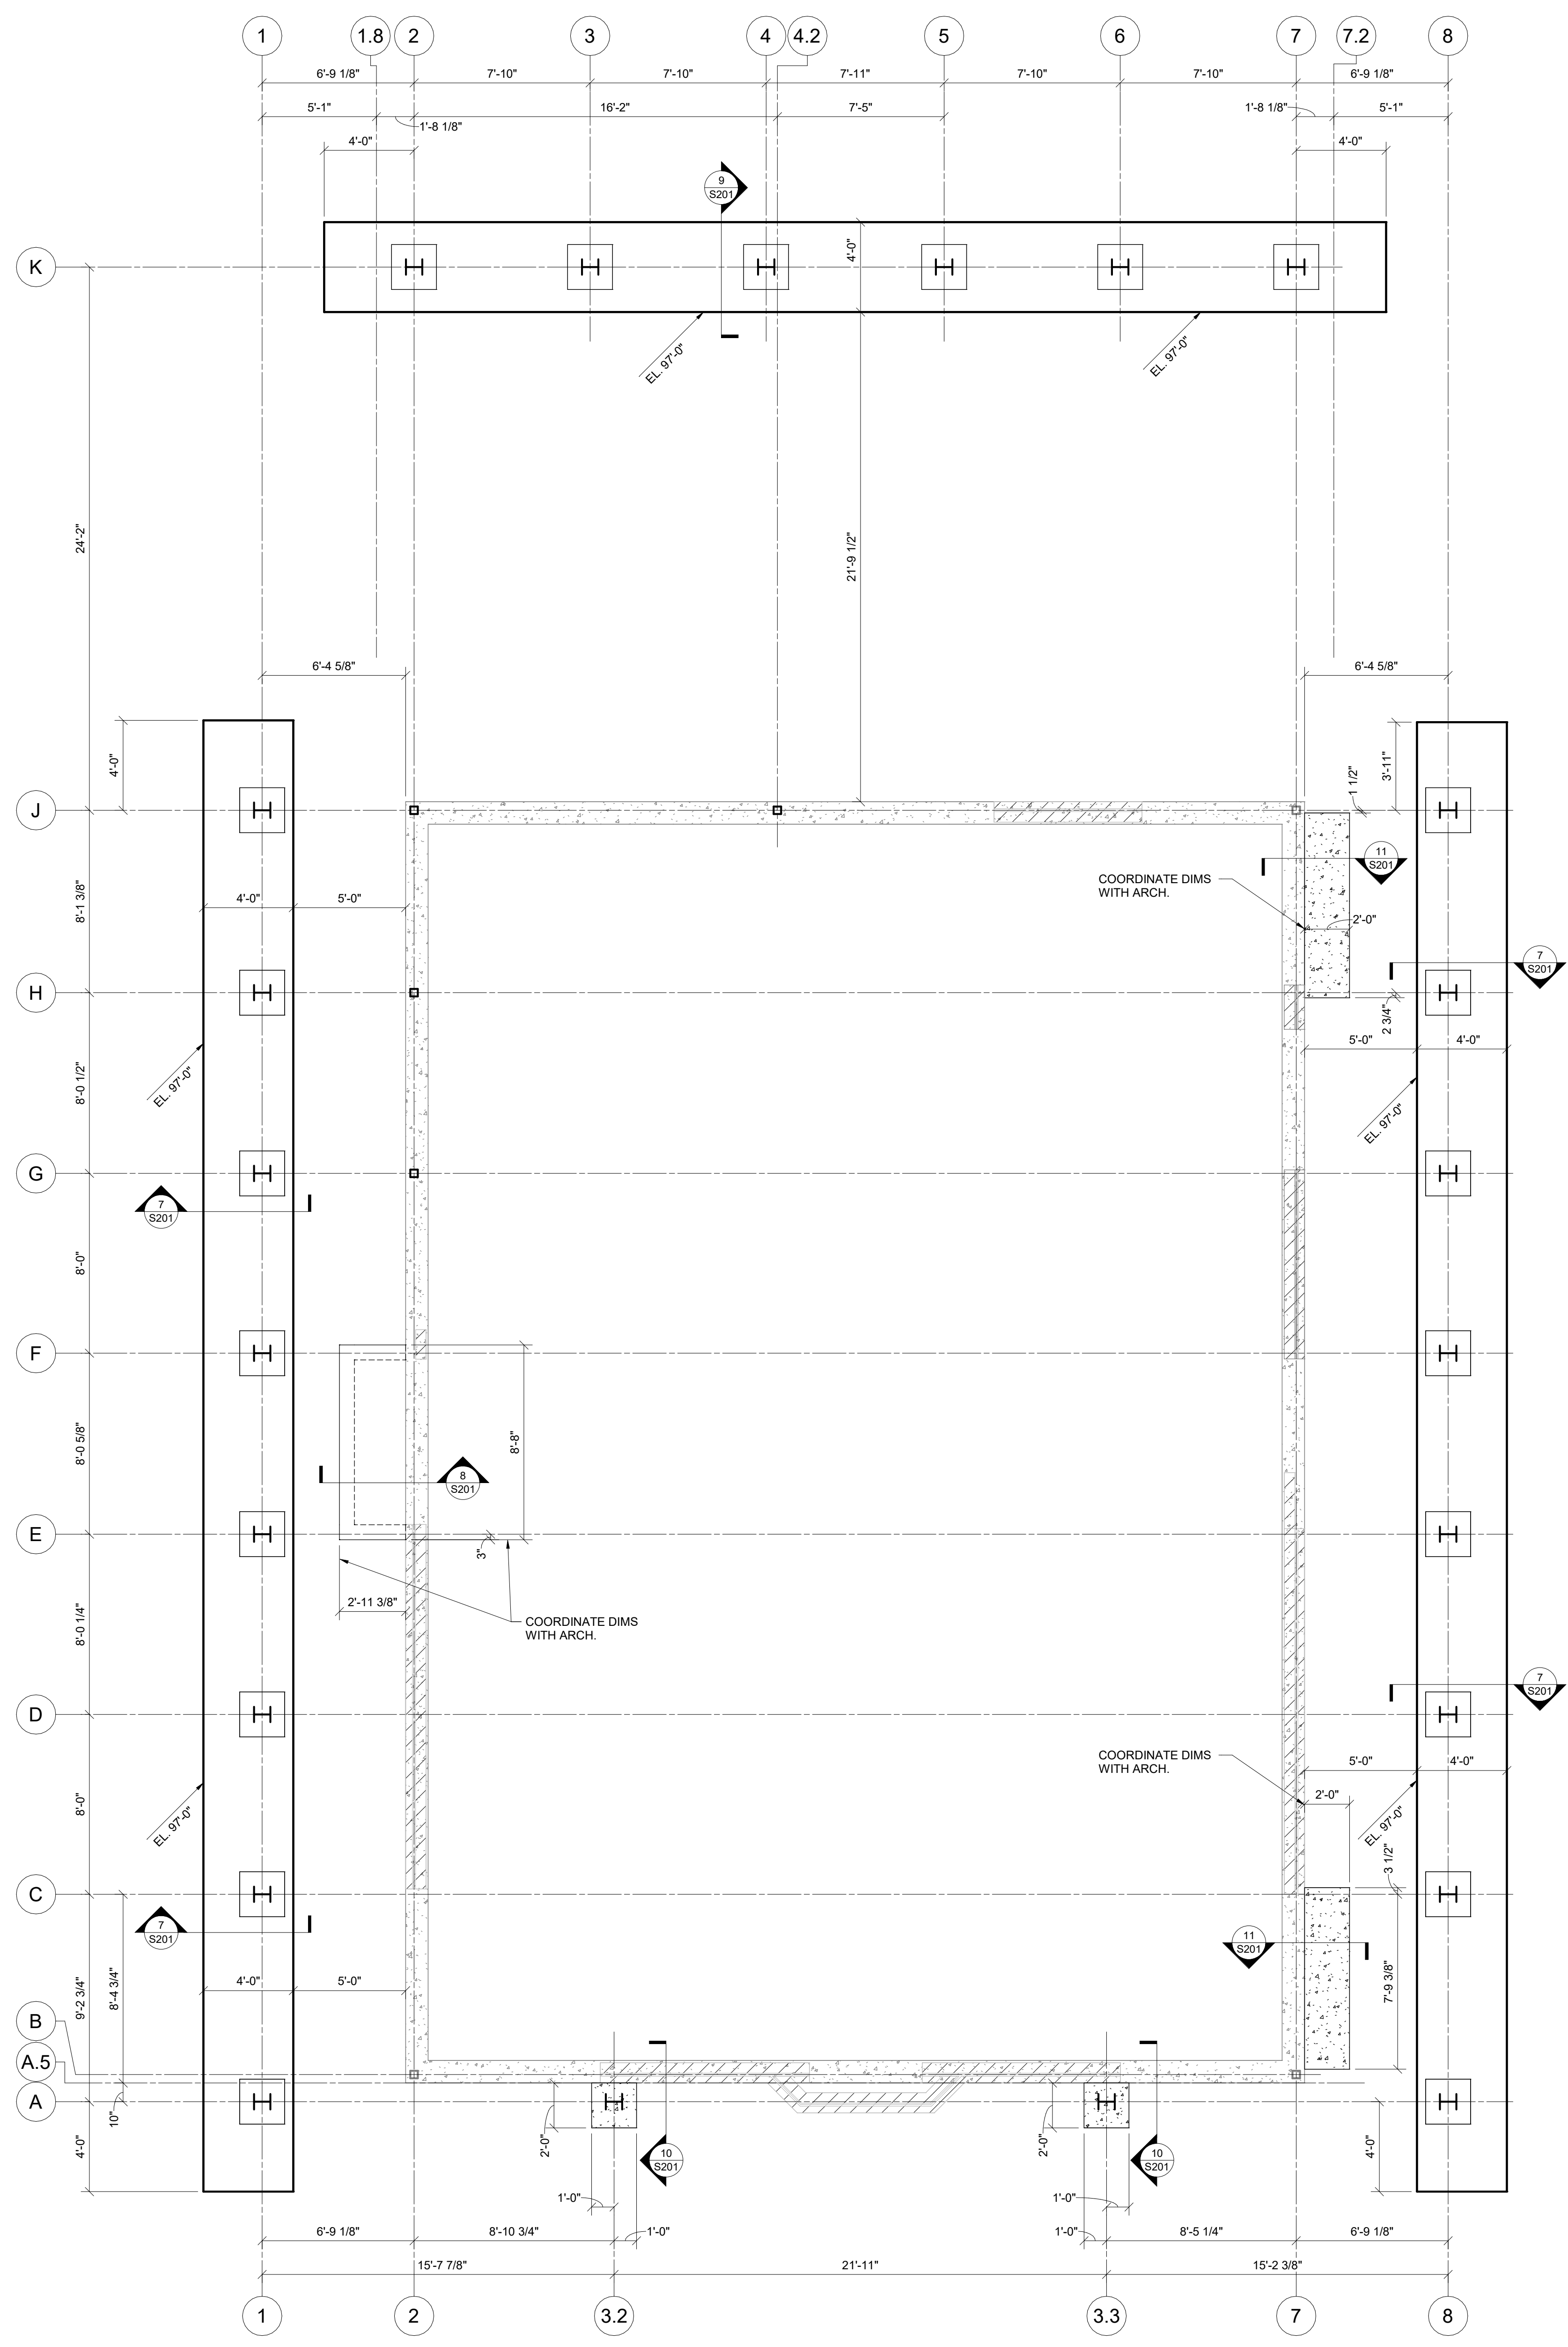 1
1.8
2
3
4
4.2
5
6
7
7.2
8
6'-9 1/8"
7'-10"
7'-10"
7'-11"
7'-10"
7'-10"
6'-9 1/8"
5'-1"
1'-8 1/8"
16'-2"
7'-5"
1'-8 1/8"
5'-1"
4'-0"
4'-0"
9
S201
K
4'-0"
EL. 97'-0"
EL. 97'-0"
24'-2"
21'-9 1/2"
6'-4 5/8"
6'-4 5/8"
4'-0"
3'-11"
1 1/2"
J
11
S201
COORDINATE DIMS
WITH ARCH.
8'-1 3/8"
4'-0"
5'-0"
2'-0"
7
S201
H
2 3/4"
5'-0"
4'-0"
EL. 97'-0"
8'-0 1/2"
EL. 97'-0"
G
7
S201
8'-0"
F
8'-0 5/8"
8'-8"
8
S201
E
3"
2'-11 3/8"
COORDINATE DIMS
WITH ARCH.
8'-0 1/4"
7
S201
D
COORDINATE DIMS
WITH ARCH.
5'-0"
4'-0"
8'-0"
EL. 97'-0"
2'-0"
EL. 97'-0"
3 1/2"
C
7
S201
11
S201
9'-2 3/4"
8'-4 3/4"
4'-0"
5'-0"
7'-9 3/8"
B
A.5
A
10"
4'-0"
2'-0"
10
S201
2'-0"
10
S201
4'-0"
1'-0"
1'-0"
6'-9 1/8"
8'-10 3/4"
1'-0"
1'-0"
8'-5 1/4"
6'-9 1/8"
15'-7 7/8"
21'-11"
15'-2 3/8"
1
2
3.2
3.3
7
8